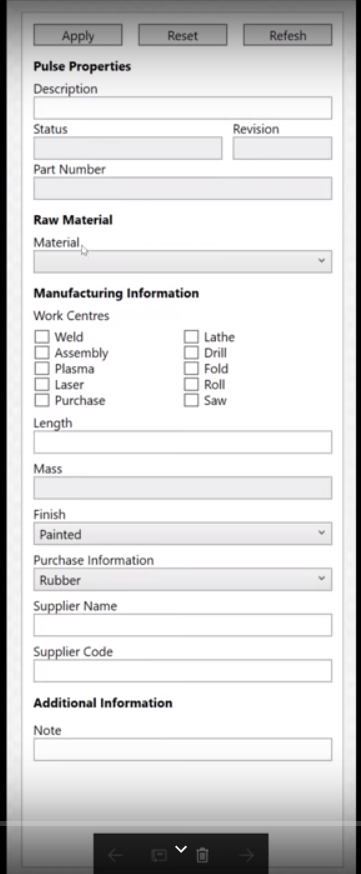 Apply Reset Refesh
Pulse Properties
Description
Status Revision
Part Number
Raw Material
Material
Manufacturing Information
Work Centres
Weld Lathe
Assembly Drill
Plasma Fold
Laser Roll
Purchase Saw
Length
Mass
Finish
Painted
Purchase Information
Rubber
Supplier Name
Supplier Code
Additional Information
Note